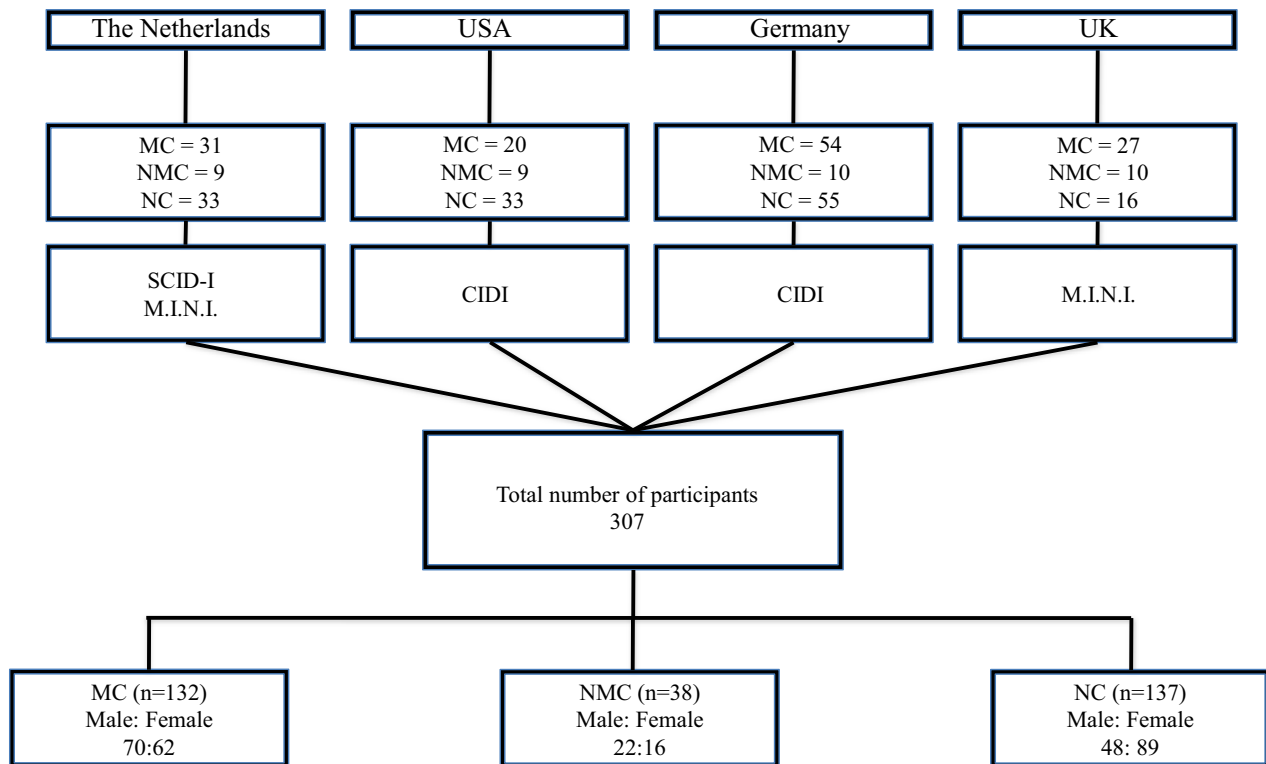 The Netherlands
USA
Germany
UK
MC = 31
NMC = 9
NC = 33
MC = 20
NMC = 9
NC = 33
MC = 54
NMC = 10
NC = 55
MC = 27
NMC = 10
NC = 16
SCID-I
M.I.N.I.
CIDI
CIDI
M.I.N.I.
Total number of participants
307
MC (n=132)
Male: Female
70:62
NMC (n=38)
Male: Female
22:16
NC (n=137)
Male: Female
48: 89